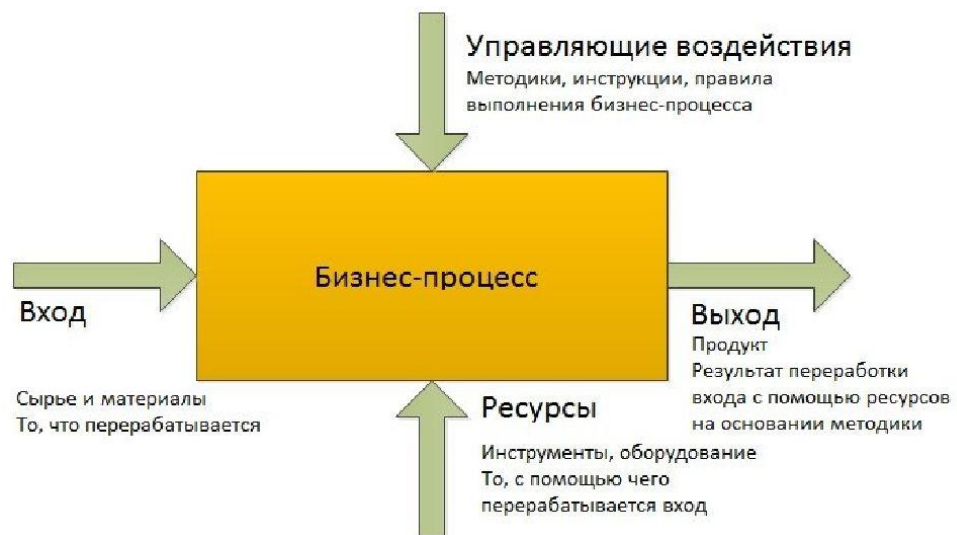 Управляющие воздействия
Методики, инструкции, правила
выполнения бизнес-процесса
Бизнес-процесс
Вход
Сырье и материалы
То, что перерабатывается
Выход
Продукт
Результат переработки
входа с помощью ресурсов
на основании методики
Ресурсы
Инструменты, оборудование
То, с помощью чего
перерабатывается вход